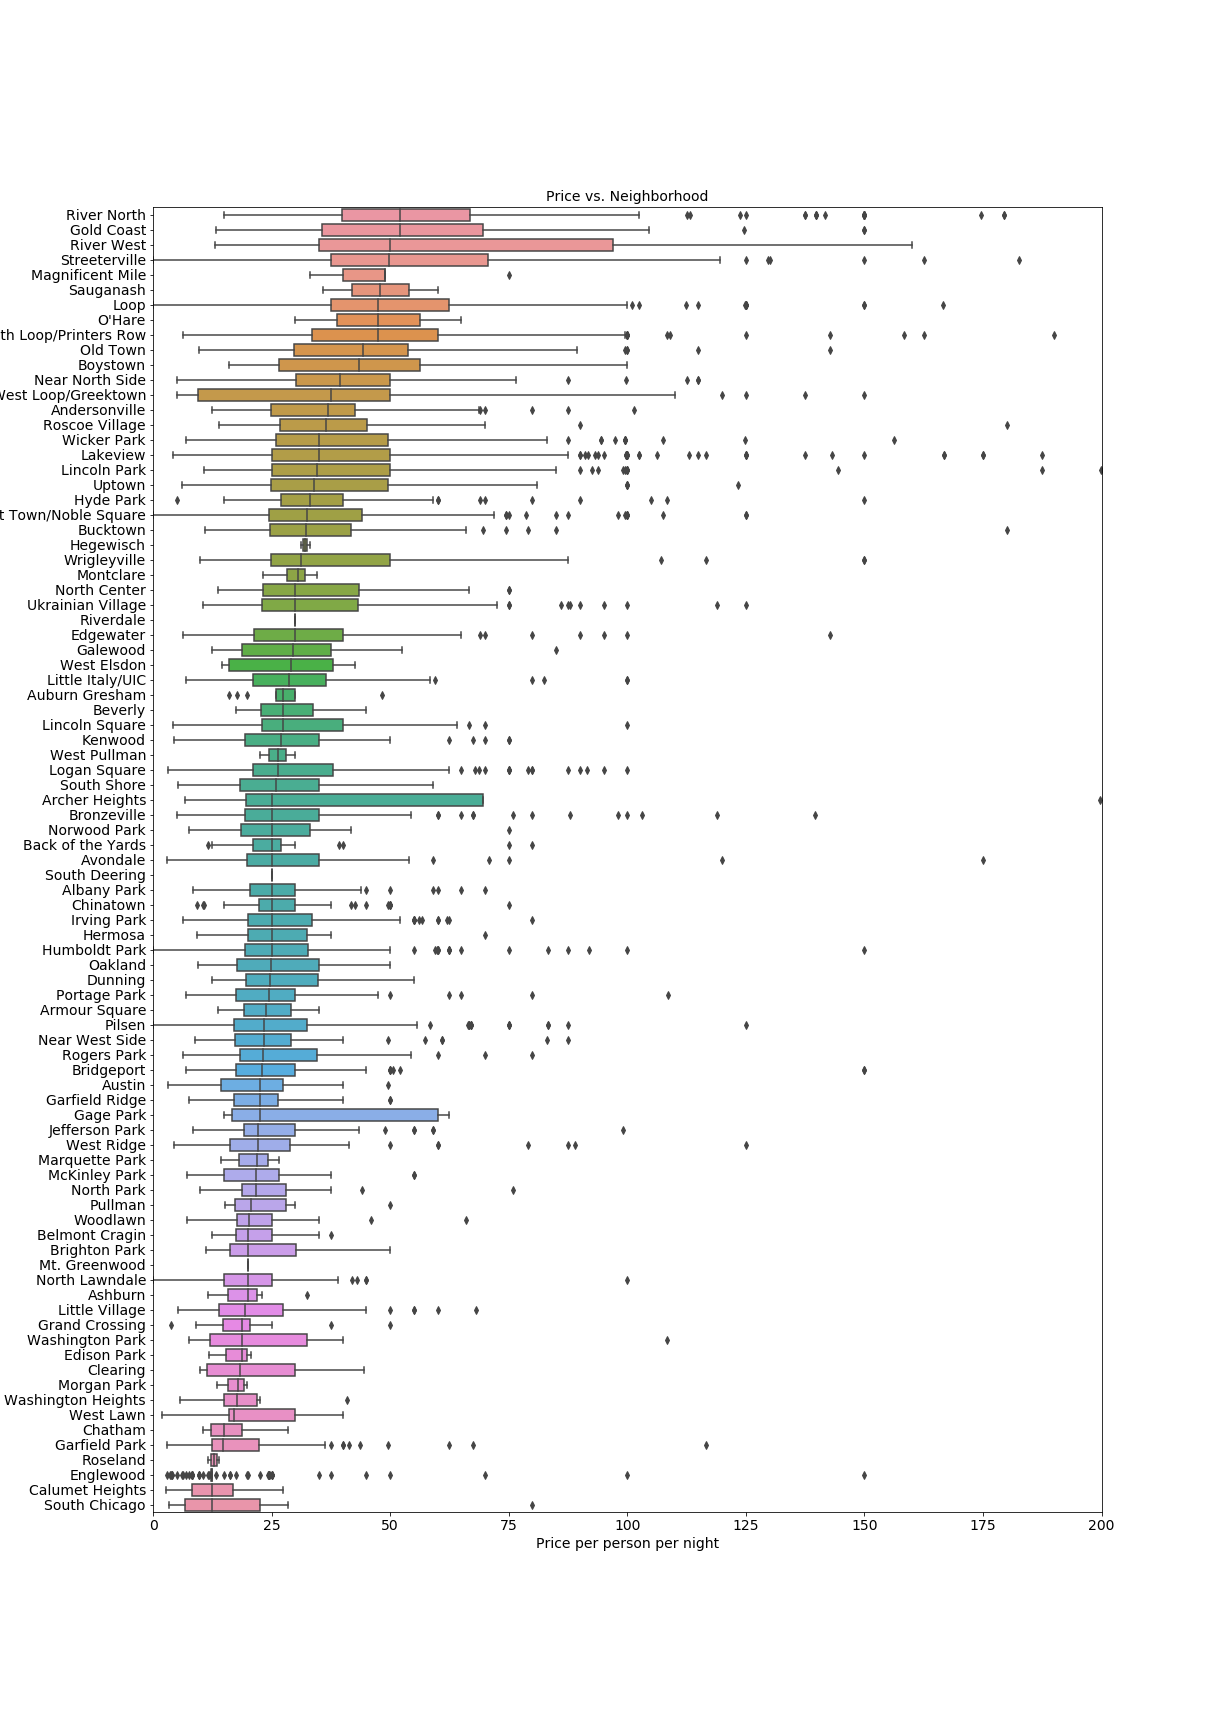 Price vs. Neighborhood
River North
Gold Coast
River West
Streeterville
Magnificent Mile
Sauganash
Loop
O'Hare
th Loop/Printers Row
Old Town
Boystown
Near North Side
West Loop/Greektown
Andersonville
Roscoe Village
Wicker Park
Lakeview
Lincoln Park
Uptown
Hyde Park
t Town/Noble Square
Bucktown
Hegewisch
Wrigleyville
Montclare
North Center
Ukrainian Village
Riverdale
Edgewater
Galewood
West Elsdon
Little Italy/UIC
Auburn Gresham
Beverly
Lincoln Square
Kenwood
West Pullman
Logan Square
South Shore
Archer Heights
Bronzeville
Norwood Park
Back of the Yards
Avondale
South Deering
Albany Park
Chinatown
Irving Park
Hermosa
Humboldt Park
Oakland
Dunning
Portage Park
Armour Square
Pilsen
Near West Side
Rogers Park
Bridgeport
Austin
Garfield Ridge
Gage Park
Jefferson Park
West Ridge
Marquette Park
McKinley Park
North Park
Pullman
Woodlawn
Belmont Cragin
Brighton Park
Mt. Greenwood
North Lawndale
Ashburn
Little Village
Grand Crossing
Washington Park
Edison Park
Clearing
Morgan Park
Washington Heights
West Lawn
Chatham
Garfield Park
Roseland
Englewood
Calumet Heights
South Chicago
0 25 50 75 100 125 150 175 200
Price per person per night